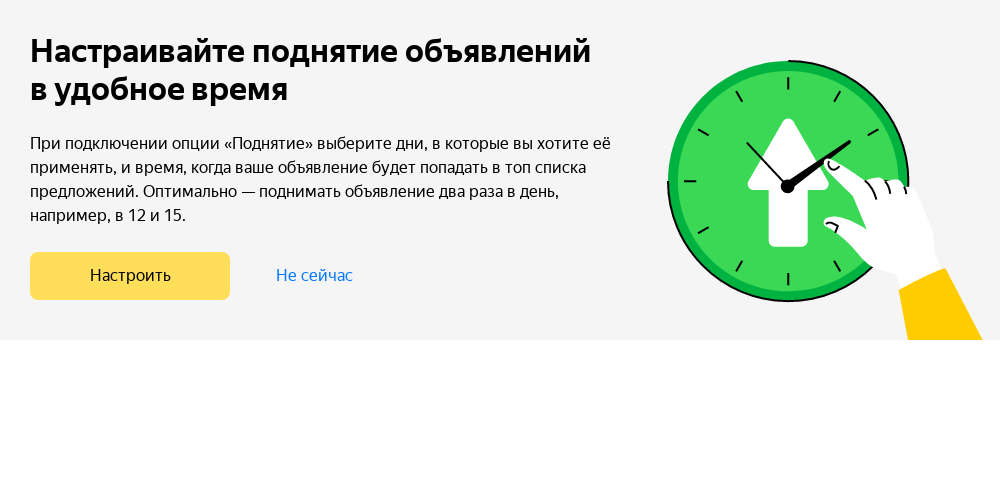 Настраивайте поднятие объявлений
в удобное время
При подключении опции «Поднятие» выберите дни, в которые вы хотите её
применять, и время, когда ваше объявление будет попадать в топ списка
предложений. Оптимально — поднимать объявление два раза в день,
например, в 12 и 15.
Настроить
Не сейчас